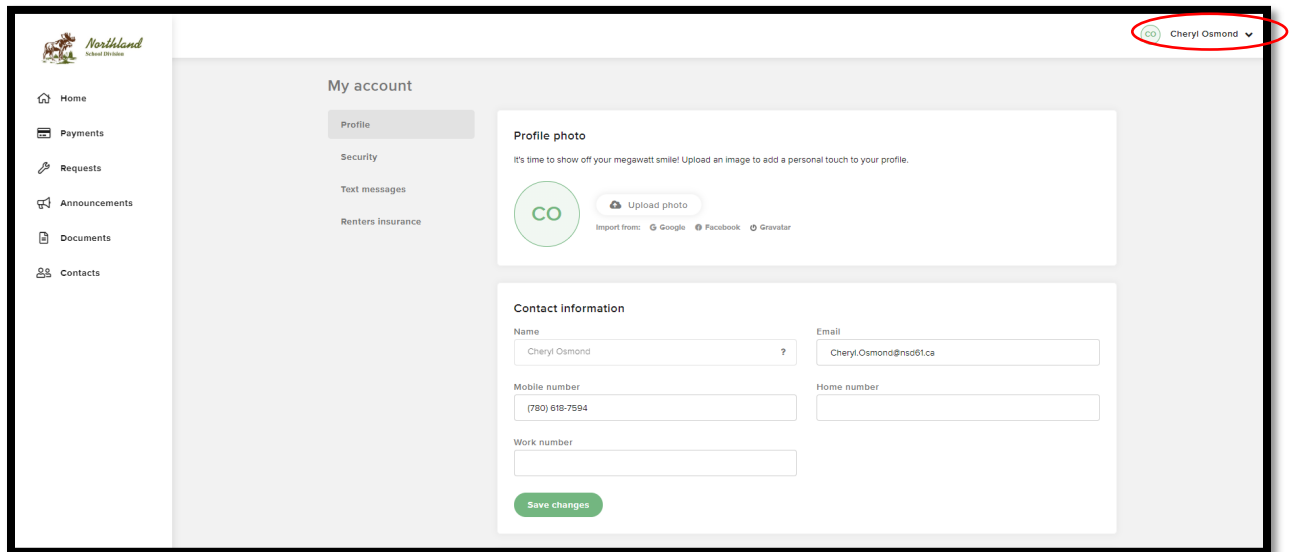 Northland
School Division
CO Cheryl Osmond
Home
Payments
Requests
Announcements
Documents
Contacts
My account
Profile
Security
Text messages
Renters insurance
Profile photo
It's time to show off your megawatt smile! Upload an image to add a personal touch to your profile.
CO
Upload photo
Import from: Google Facebook Gravatar
Contact information
Name
Cheryl Osmond ?
Email
Cheryl.Osmond@nsd61.ca
Mobile number
(780) 618-7594
Home number
Work number
Save changes